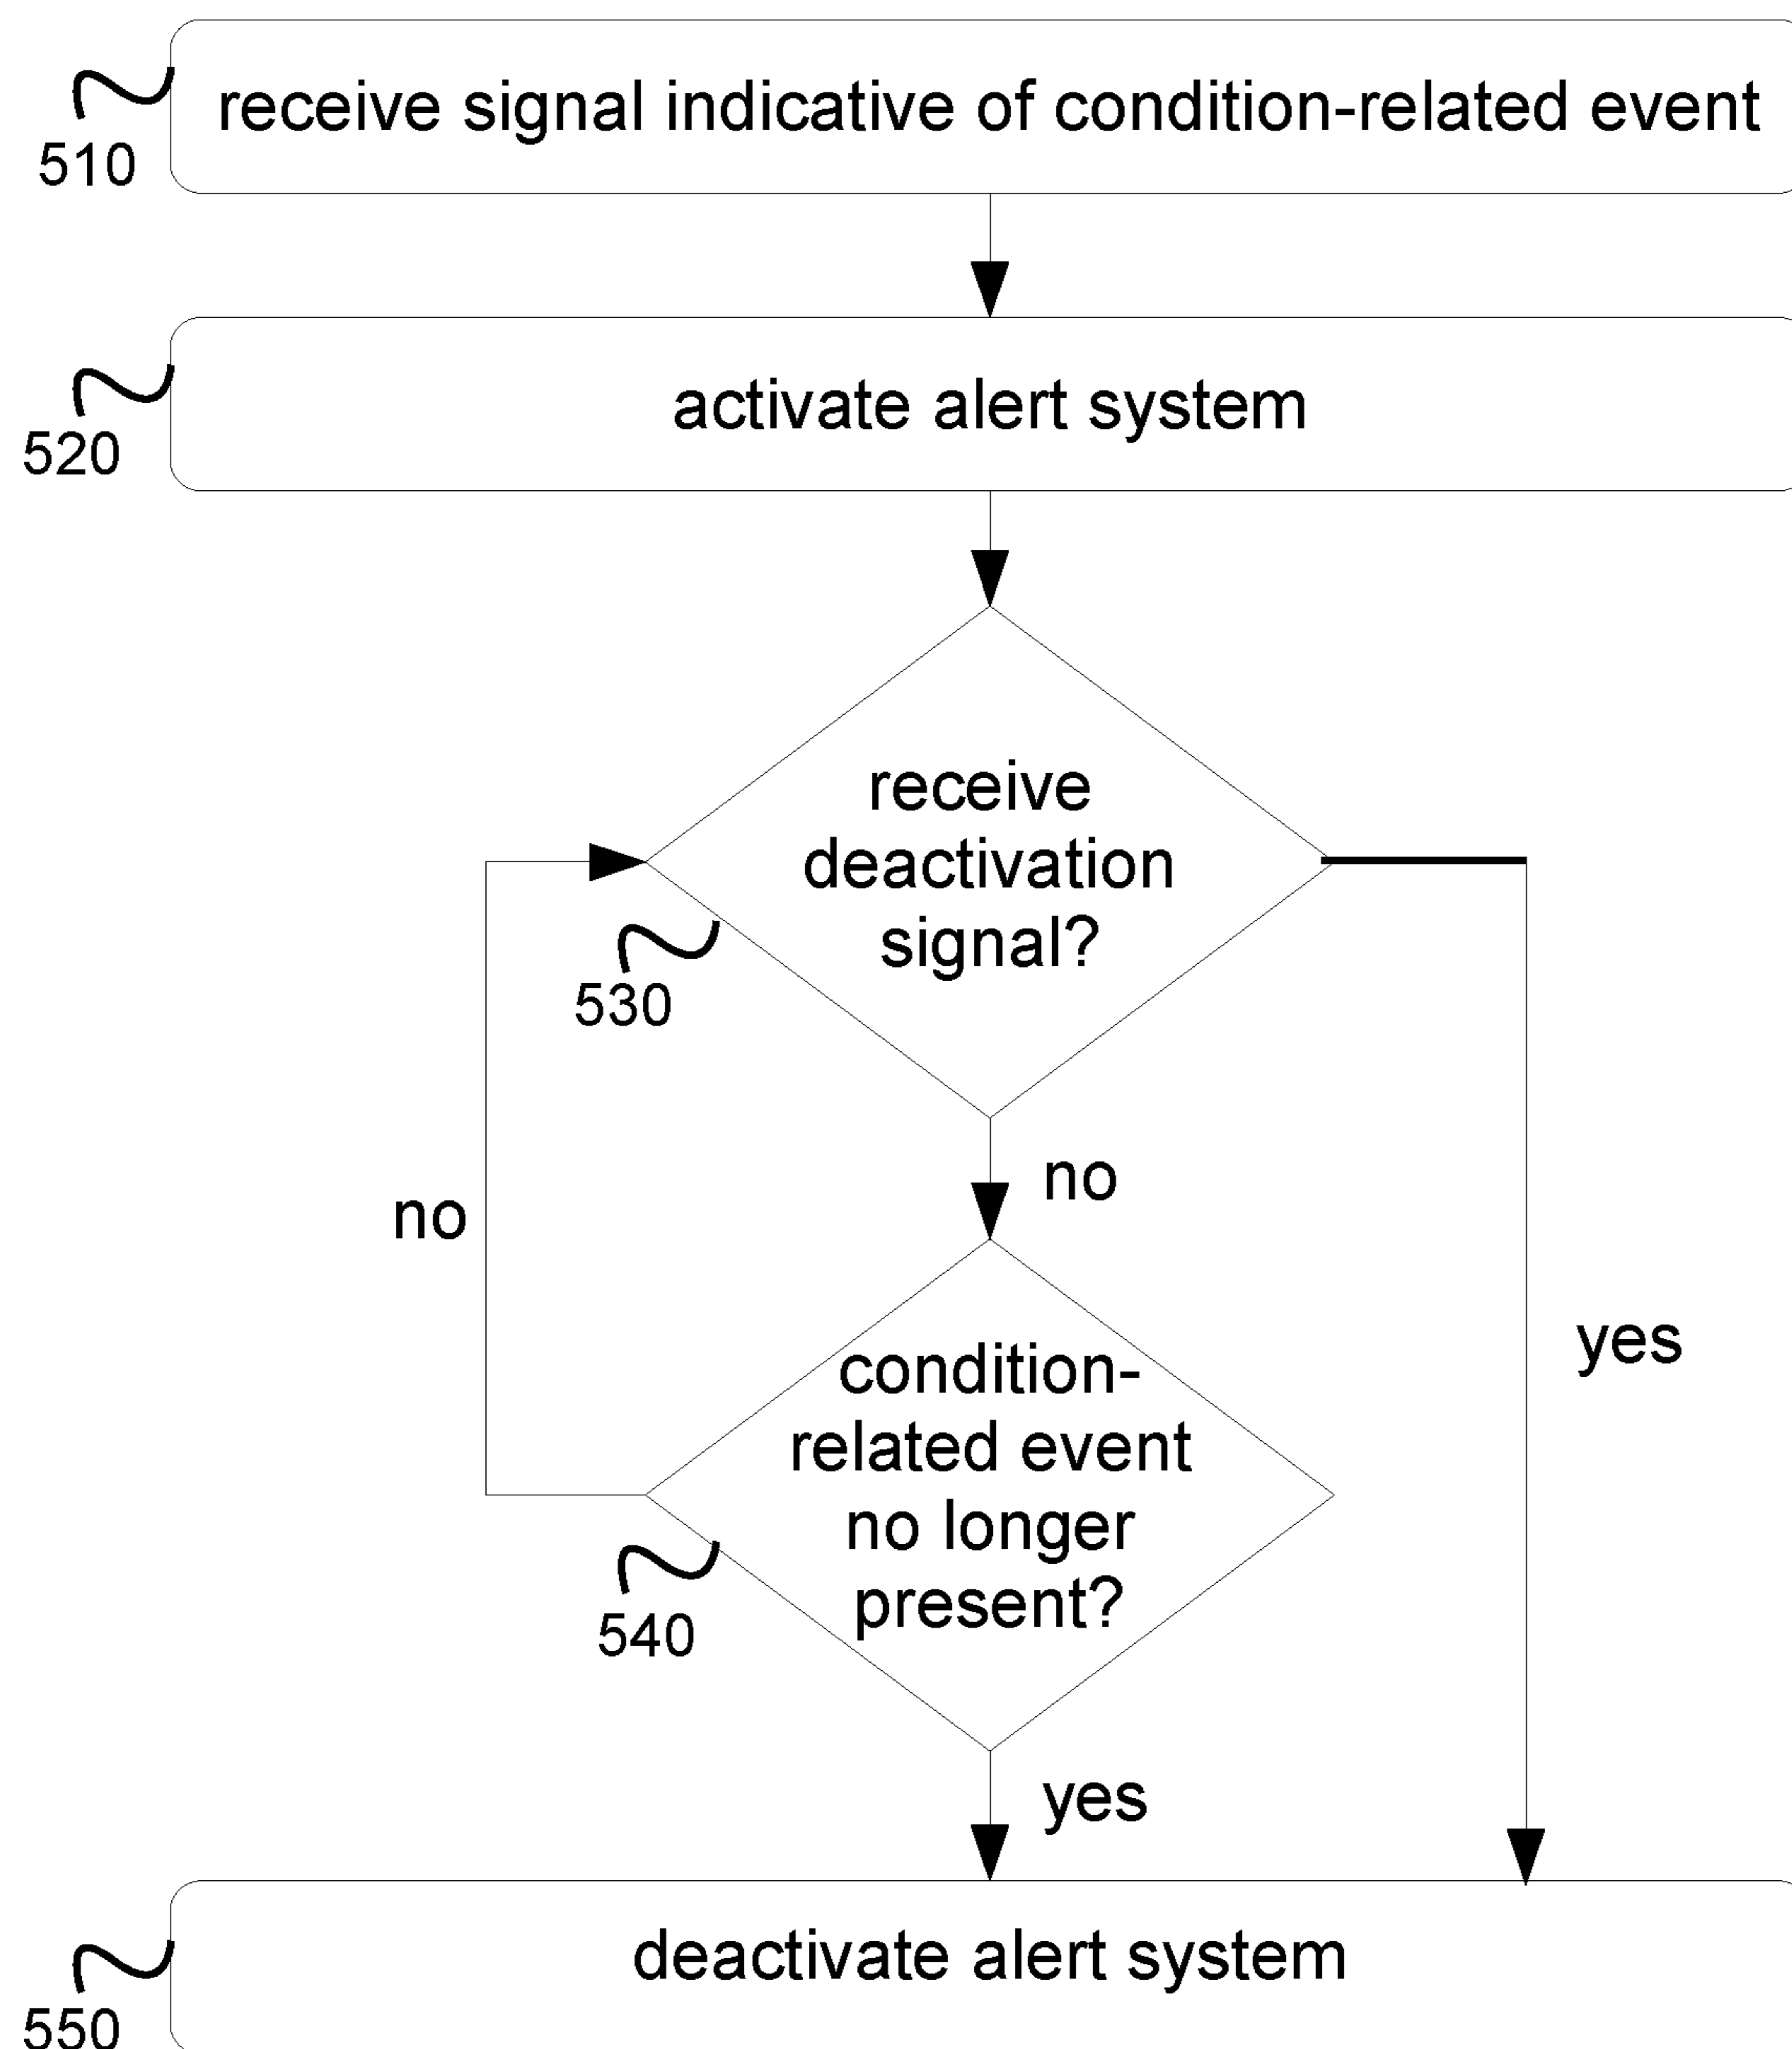 receive signal indicative of condition-related event
510
activate alert system
520
receive
deactivation
signal?
530
no
no
yes
condition-
related event
no longer
present?
540
yes
deactivate alert system
550